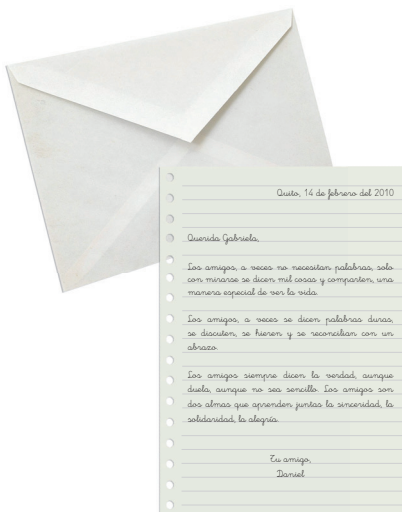 Quito, 14 de febrero del 2010
Querida Gabriela,
Los amigos, a veces no necesitan palabras, solo
con mirarse se dicen mil cosas y comparten, una
manera especial de ver la vida.
Los amigos, a veces se dicen palabras duras,
se discuten, se hieren y se reconcilian con un
abrazo.
Los amigos siempre dicen la verdad, aunque
duela, aunque no sea sencillo. Los amigos son
dos almas que aprenden juntas la sinceridad, la
solidaridad, la alegría.
Tu amigo,
Daniel